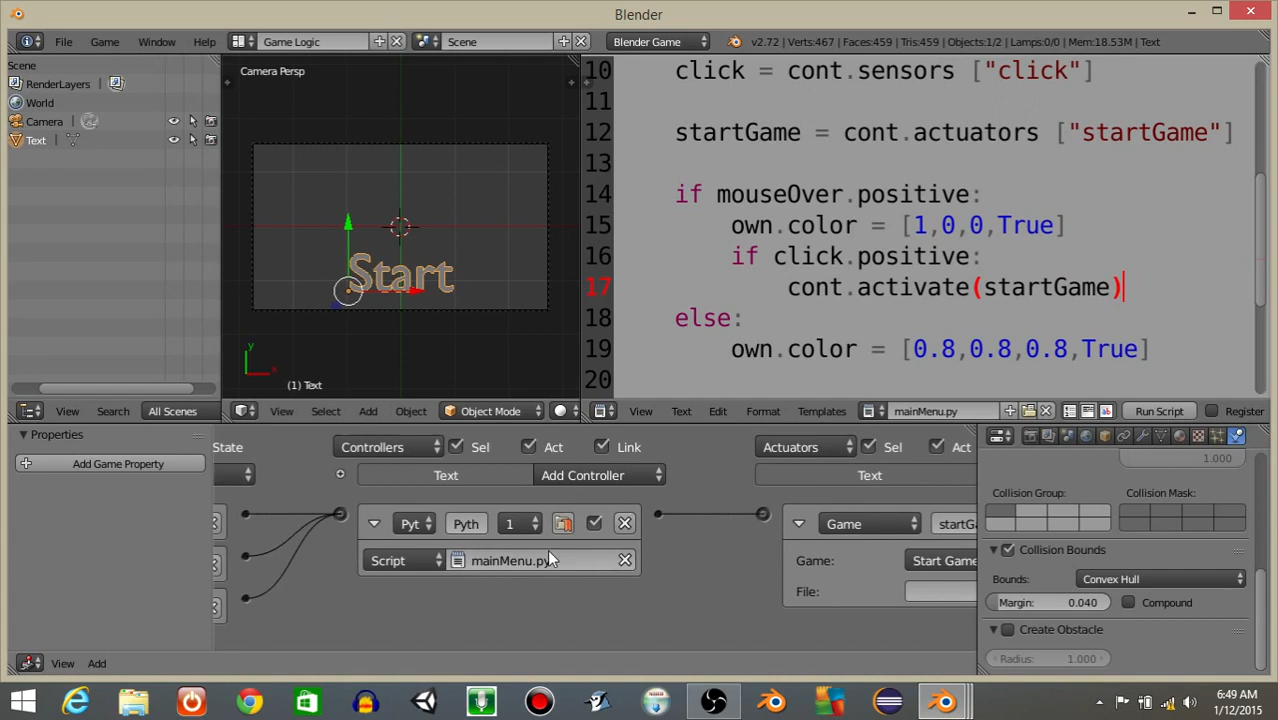 Blender
File Game Window Help Game Logic Scene Blender Game v2.72 | Verts:467 | Faces:459 | Tris:459 | Objects:1/2 | Lamps:0/0 | Mem:18.53M | Text
Scene
RenderLayers
World
Camera
Text
View Search All Scenes
Camera Persp
Start
y
x
(1) Text
View Select Add Object Object Mode
10 click = cont.sensors ["click"]
11
12 startGame = cont.actuators ["startGame"]
13
14 if mouseOver.positive:
15 own.color = [1,0,0,True]
16 if click.positive:
17 cont.activate(startGame)
18 else:
19 own.color = [0.8,0.8,0.8,True]
20
View Text Edit Format Templates mainMenu.py Run Script Register
Properties
Add Game Property
State Controllers Sel Act Link Actuators Sel Act
Text Add Controller Text
Pyt Pyth 1 Game startGa
Script mainMenu.py Game: Start Game
File:
View Add
1.000
Collision Group: Collision Mask:
Collision Bounds
Bounds: Convex Hull
Margin: 0.040 Compound
Create Obstacle
Radius: 1.000
6:49 AM
1/12/2015